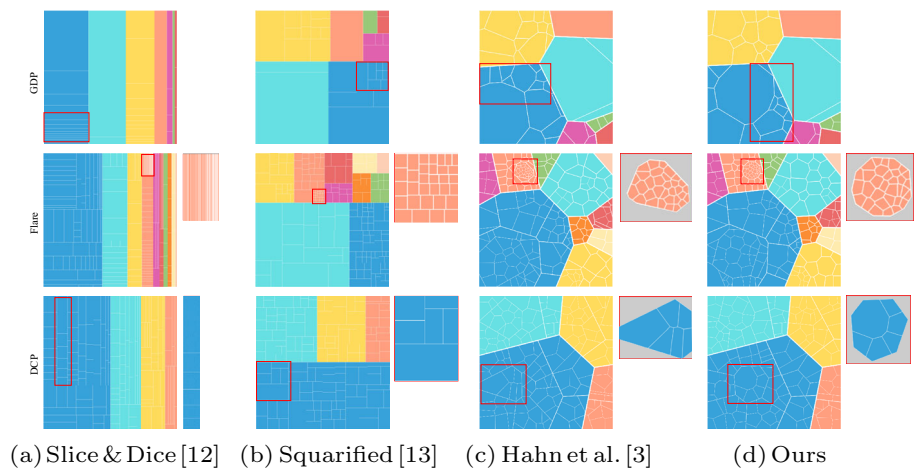 GDP
Flare
DCP
(a) Slice & Dice [12] (b) Squarified [13] (c) Hahn et al. [3] (d) Ours